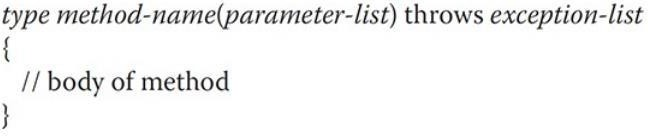 type method-name(parameter-list) throws exception-list
{
// body of method
}